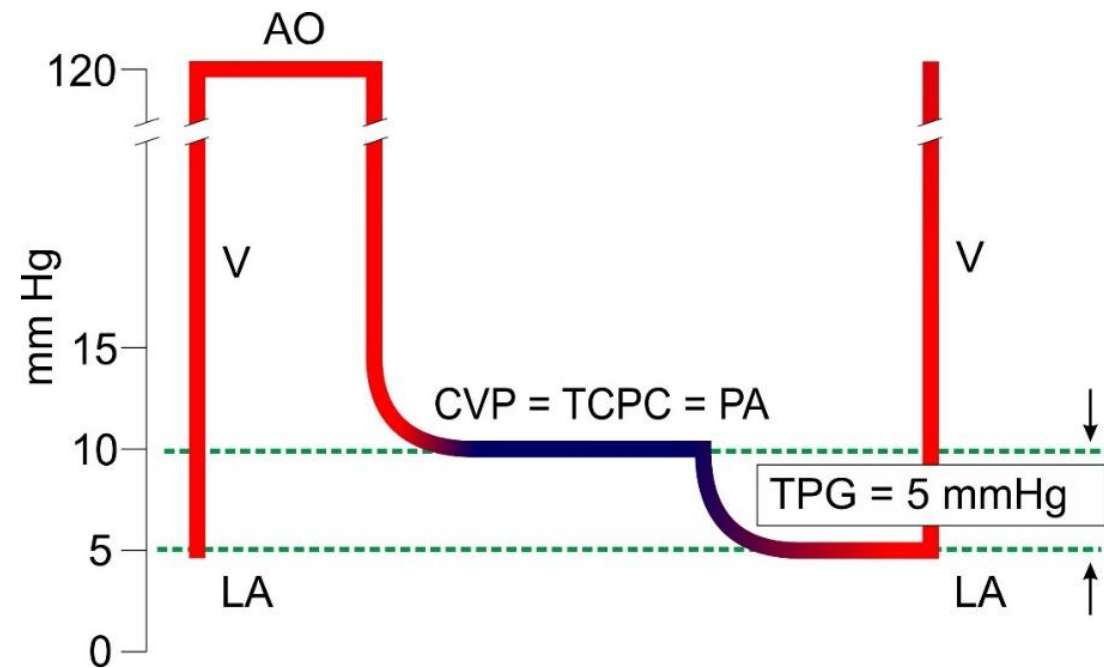 AO
120
V
V
mm Hg
15
CVP = TCPC = PA
10
TPG = 5 mmHg
5
LA
LA
0